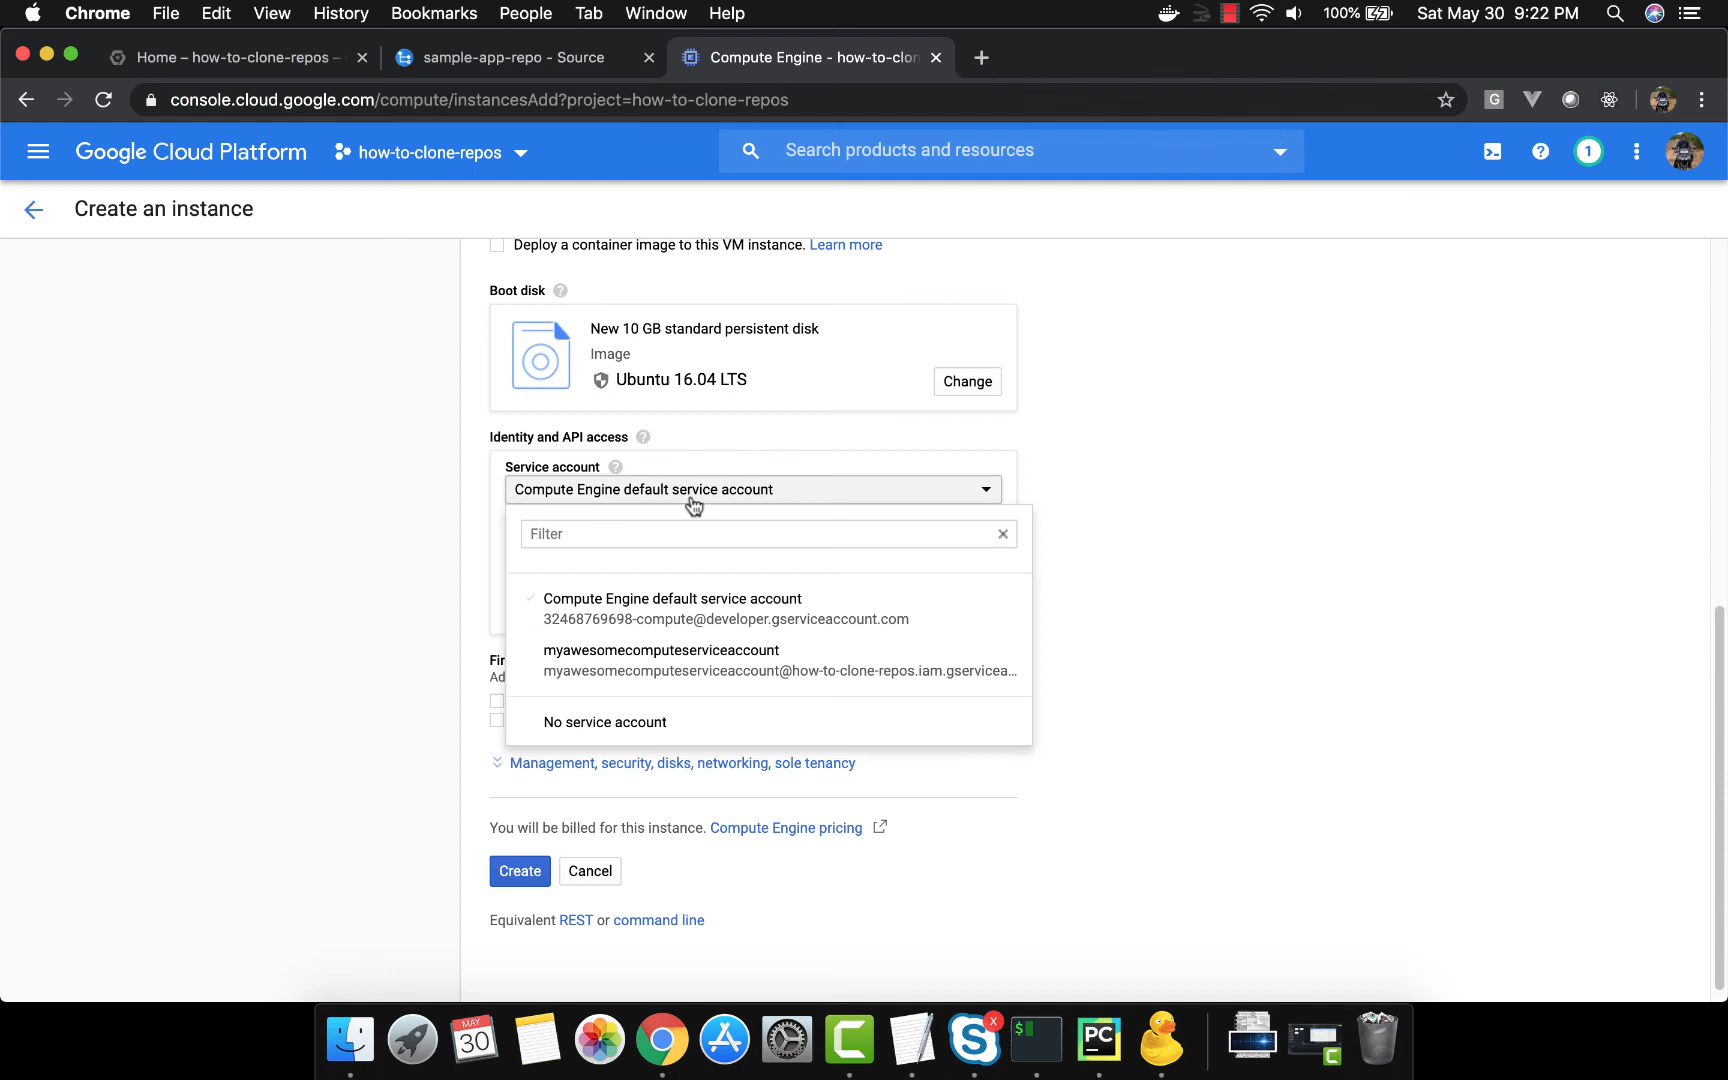 Chrome File Edit View History Bookmarks People Tab Window Help 100% Sat May 30 9:22 PM
Home – how-to-clone-repos – sample-app-repo - Source Compute Engine - how-to-clon
console.cloud.google.com/compute/instancesAdd?project=how-to-clone-repos G
Google Cloud Platform how-to-clone-repos Search products and resources ? 1
Create an instance
Deploy a container image to this VM instance. Learn more
Boot disk ?
New 10 GB standard persistent disk
Image
Ubuntu 16.04 LTS
Change
Identity and API access ?
Service account ?
Compute Engine default service account
Filter
Compute Engine default service account
32468769698-compute@developer.gserviceaccount.com
myawesomecomputeserviceaccount
myawesomecomputeserviceaccount@how-to-clone-repos.iam.gservicea...
Fir
Ad
No service account
Management, security, disks, networking, sole tenancy
You will be billed for this instance. Compute Engine pricing
Create Cancel
Equivalent REST or command line
MAY
30 C S x $ PC C